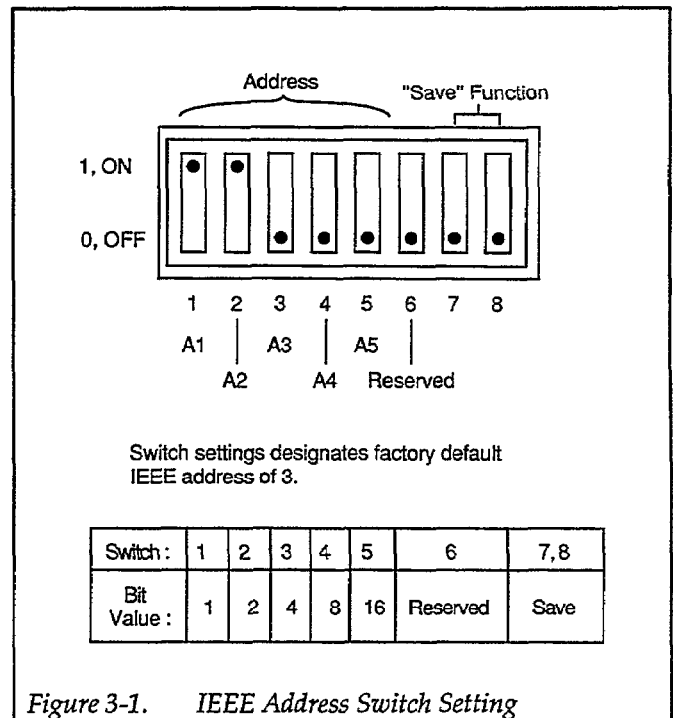 Address
"Save" Function
1, ON
0, OFF
1 2 3 4 5 6 7 8
A1 A3 A5
A2 A4 Reserved
Switch settings designates factory default
IEEE address of 3.
Switch : 1 2 3 4 5 6 7,8
Bit
Value : 1 2 4 8 16 Reserved Save
Figure 3-1. IEEE Address Switch Setting